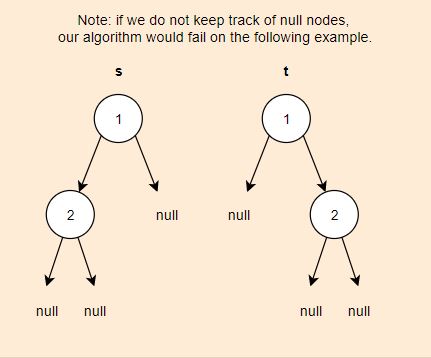 Note: if we do not keep track of null nodes,
our algorithm would fail on the following example.
s t
1 1
2 null null 2
null null null null